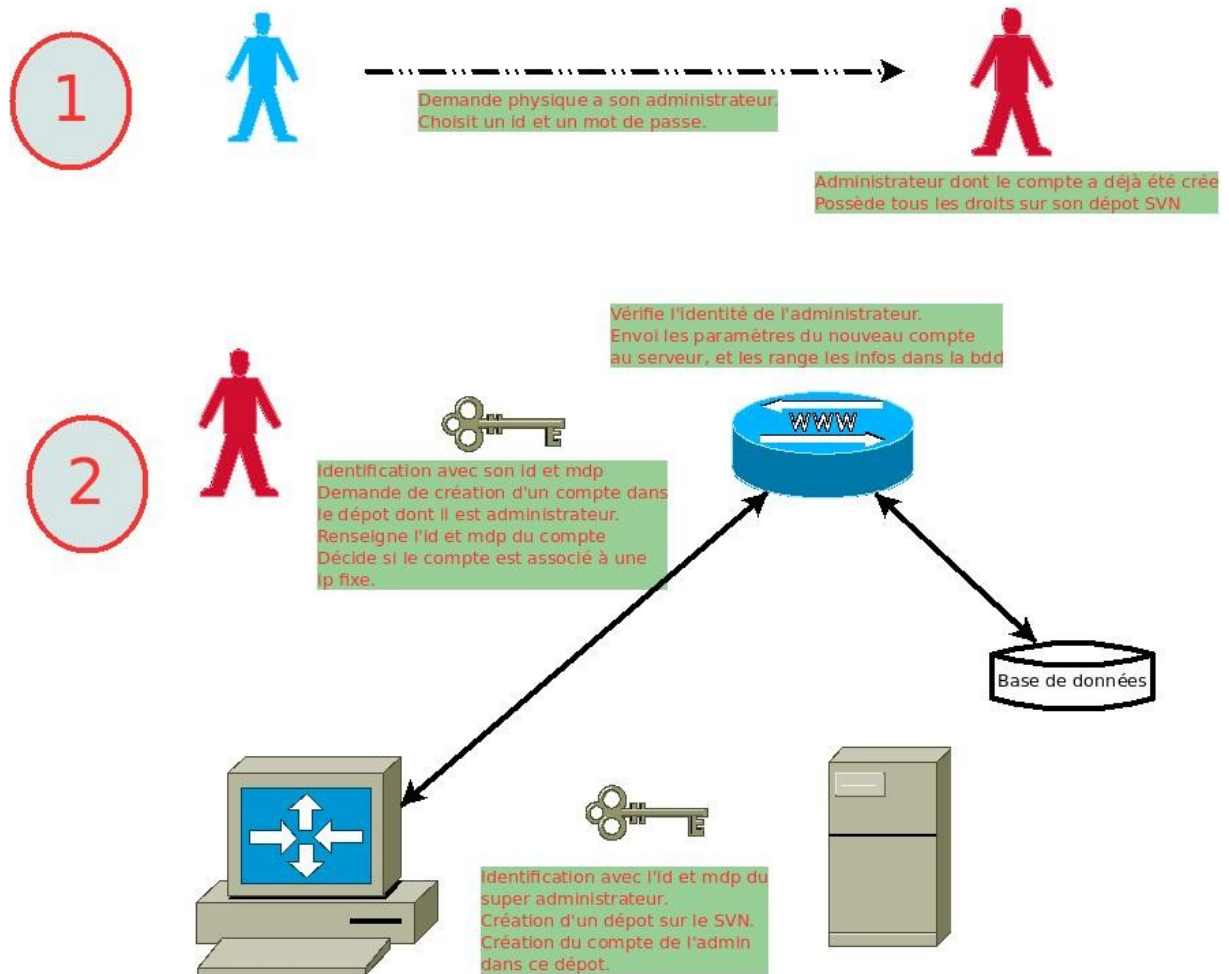 1
Demande physique a son administrateur.
Choisit un id et un mot de passe.
Administrateur dont le compte a déjà été crée
Possède tous les droits sur son dépot SVN
Vérifie l'identité de l'administrateur.
Envoi les paramètres du nouveau compte
au serveur, et les range les infos dans la bdd
WWW
2
Identification avec son id et mdp
Demande de création d'un compte dans
le dépot dont il est administrateur.
Renseigne l'id et mdp du compte
Décide si le compte est associé à une
ip fixe.
Base de données
Identification avec l'id et mdp du
super administrateur.
Création d'un dépot sur le SVN.
Création du compte de l'admin
dans ce dépot.